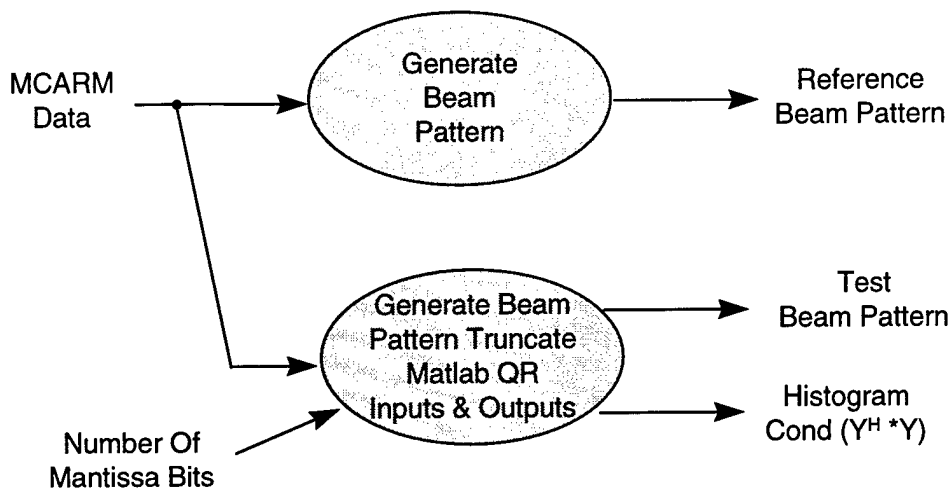 MCARM
Data
Generate
Beam
Pattern
Reference
Beam Pattern
Generate Beam
Pattern Truncate
Matlab QR
Inputs & Outputs
Number Of
Mantissa Bits
Test
Beam Pattern
Histogram
Cond (Yᴴ *Y)